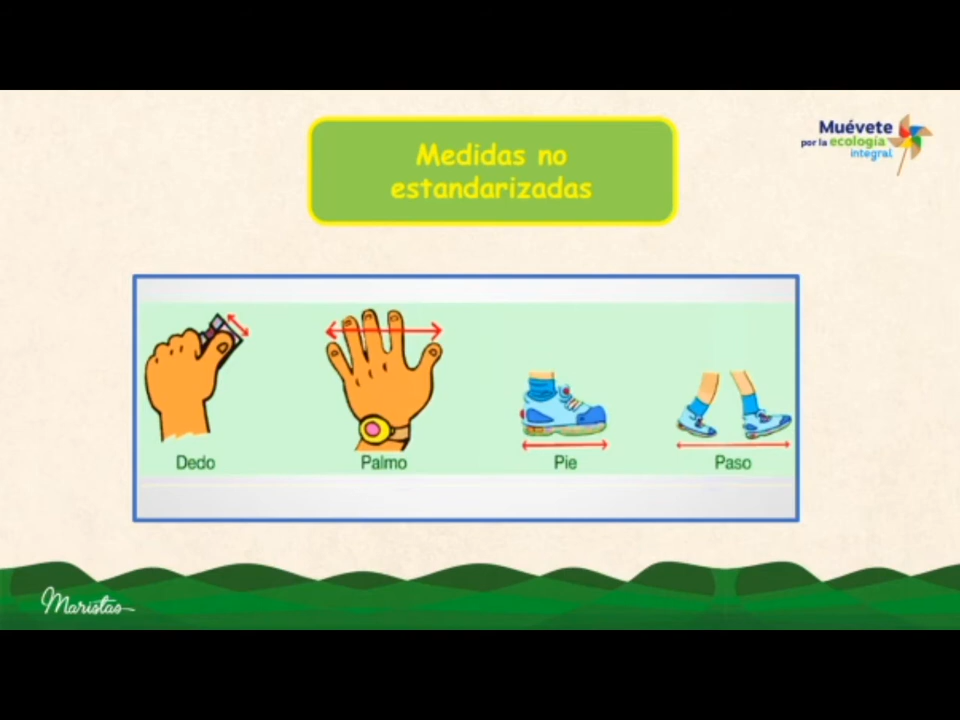 Medidas no
estandarizadas
Muévete
por la ecología
integral
Dedo
Palmo
Pie
Paso
Maristas